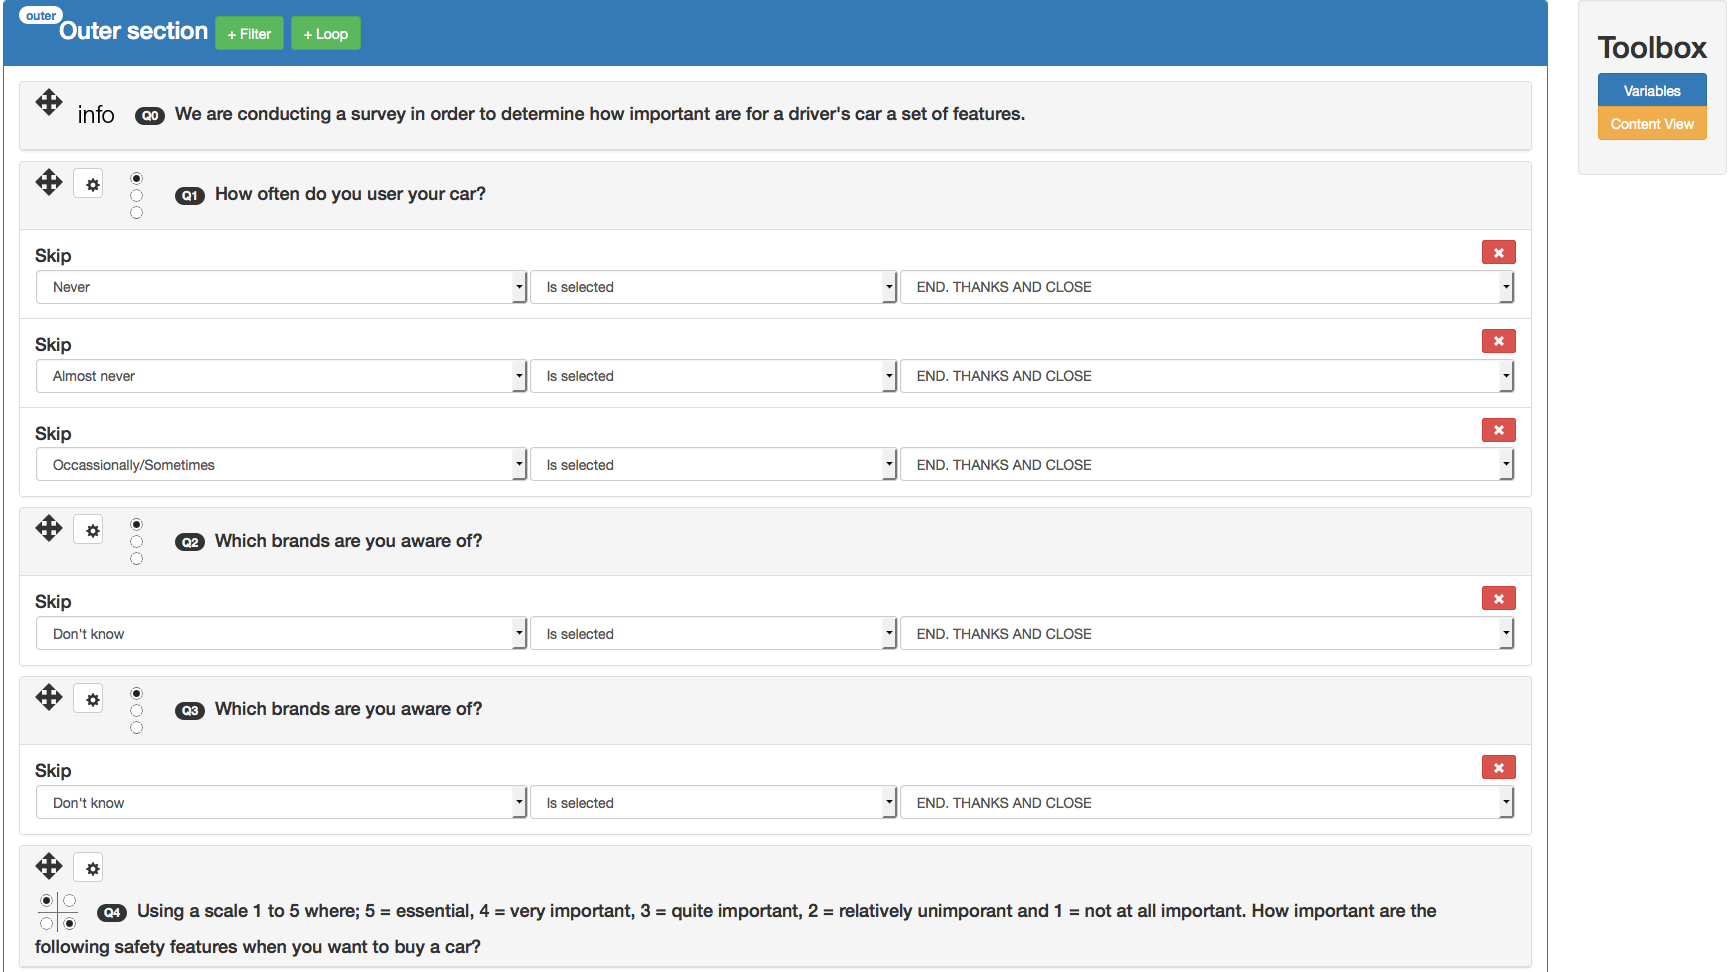 outer
Outer section + Filter + Loop
Toolbox
Variables
Content View
info Q0 We are conducting a survey in order to determine how important are for a driver's car a set of features.
Q1 How often do you user your car?
Skip
Never Is selected END. THANKS AND CLOSE
Skip
Almost never Is selected END. THANKS AND CLOSE
Skip
Occassionally/Sometimes Is selected END. THANKS AND CLOSE
Q2 Which brands are you aware of?
Skip
Don't know Is selected END. THANKS AND CLOSE
Q3 Which brands are you aware of?
Skip
Don't know Is selected END. THANKS AND CLOSE
Q4 Using a scale 1 to 5 where; 5 = essential, 4 = very important, 3 = quite important, 2 = relatively unimporant and 1 = not at all important. How important are the
following safety features when you want to buy a car?